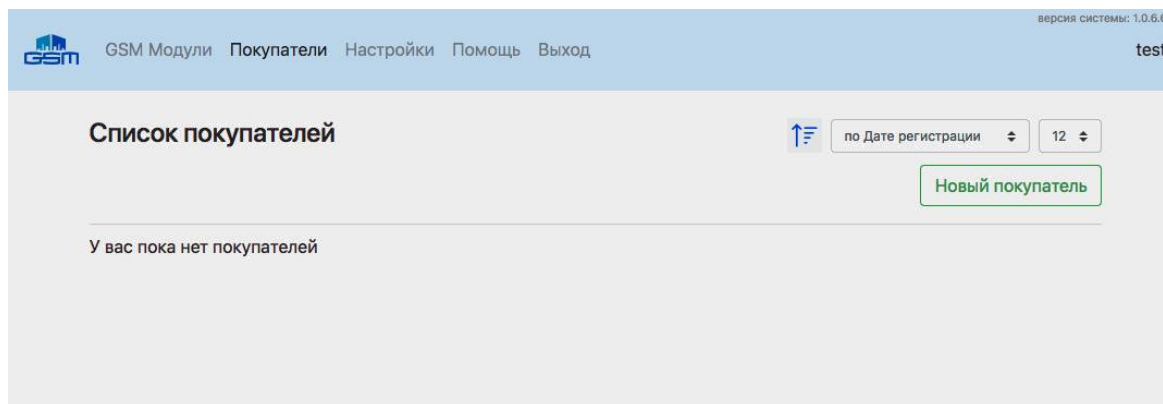 версия системы: 1.0.6.6
GSM GSM Модули Покупатели Настройки Помощь Выход test
Список покупателей по Дате регистрации 12
Новый покупатель
У вас пока нет покупателей